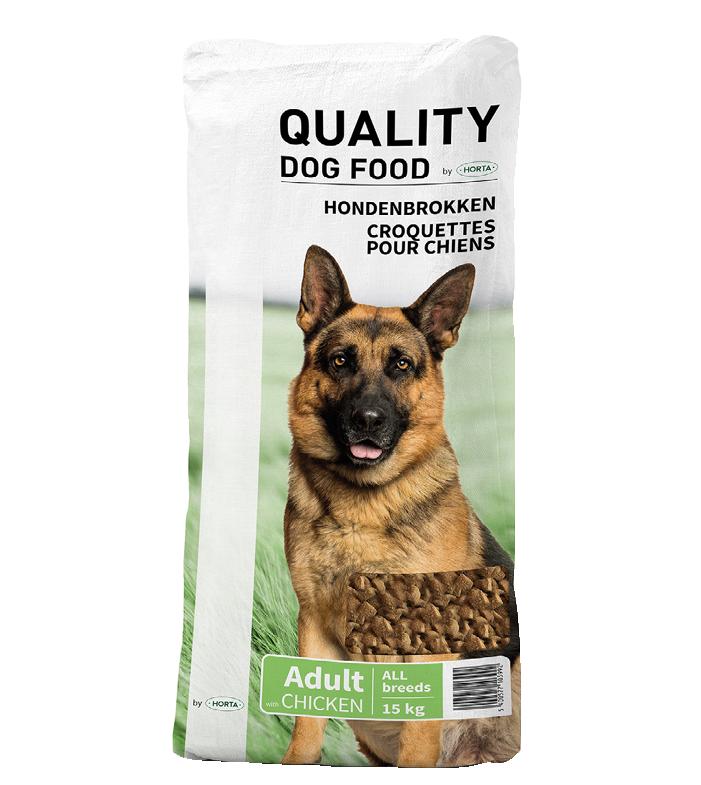 QUALITY
DOG FOOD by HORTA
HONDENBROKKEN
CROQUETTES
POUR CHIENS
Adult
with CHICKEN
ALL
breeds
15 kg
by HORTA